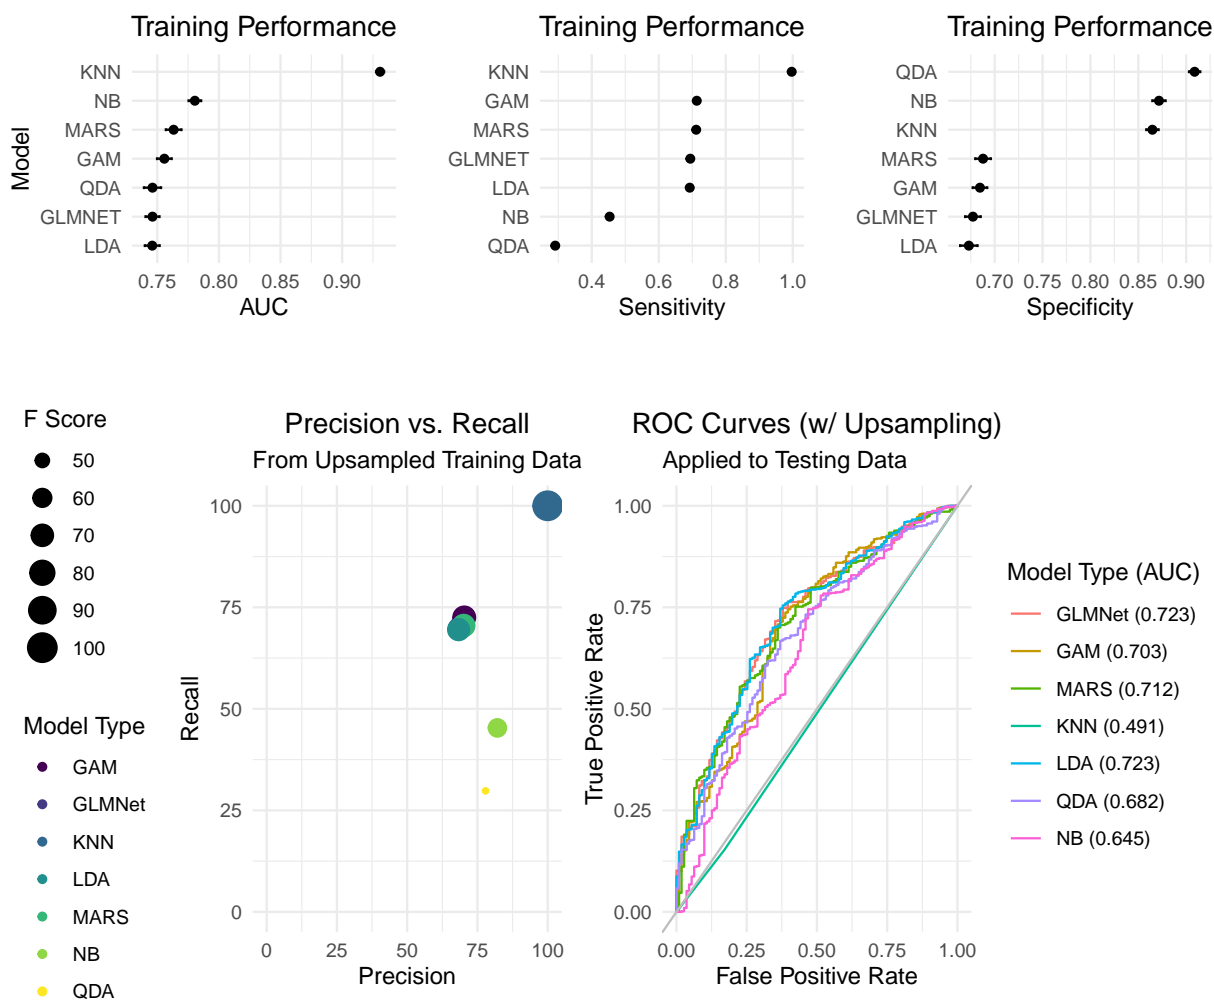 Training Performance
Model
KNN
NB
MARS
GAM
QDA
GLMNET
LDA
0.75 0.80 0.85 0.90
AUC
Training Performance
KNN
GAM
MARS
GLMNET
LDA
NB
QDA
0.4 0.6 0.8 1.0
Sensitivity
Training Performance
QDA
NB
KNN
MARS
GAM
GLMNET
LDA
0.70 0.75 0.80 0.85 0.90
Specificity
F Score
50
60
70
80
90
100
Model Type
GAM
GLMNet
KNN
LDA
MARS
NB
QDA
Precision vs. Recall
From Upsampled Training Data
Recall
100
75
50
25
0
0 25 50 75 100
Precision
ROC Curves (w/ Upsampling)
Applied to Testing Data
True Positive Rate
1.00
0.75
0.50
0.25
0.00
0.00 0.25 0.50 0.75 1.00
False Positive Rate
Model Type (AUC)
GLMNet (0.723)
GAM (0.703)
MARS (0.712)
KNN (0.491)
LDA (0.723)
QDA (0.682)
NB (0.645)